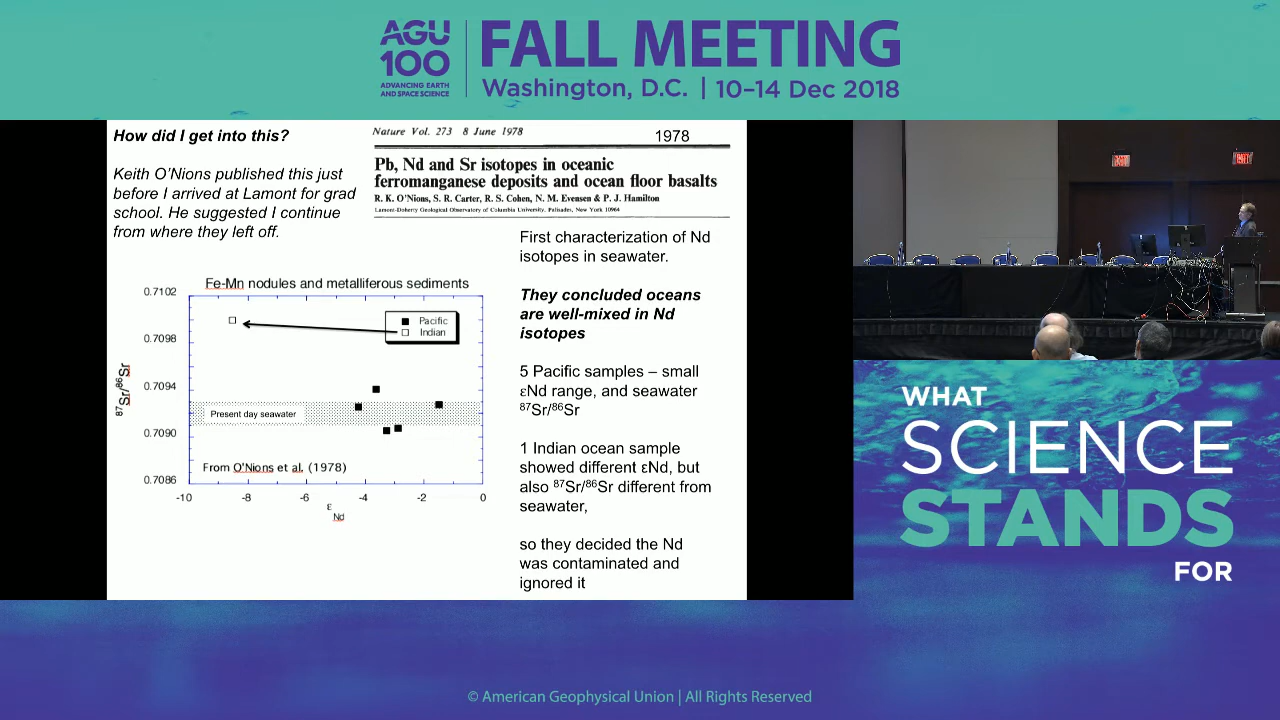 AGU
100
ADVANCING EARTH
AND SPACE SCIENCE
FALL MEETING
Washington, D.C. | 10–14 Dec 2018
How did I get into this?
Keith O’Nions published this just
before I arrived at Lamont for grad
school. He suggested I continue
from where they left off.
Nature Vol. 273 8 June 1978
1978
Pb, Nd and Sr isotopes in oceanic
ferromanganese deposits and ocean floor basalts
R. K. O'Nions, S. R. Carter, R. S. Cohen, N. M. Evensen & P. J. Hamilton
Lamont-Doherty Geological Observatory of Columbia University, Palisades, New York 10964
Fe-Mn nodules and metalliferous sediments
0.7102
0.7098
0.7094
0.7090
0.7086
87Sr/86Sr
Pacific
Indian
Present day seawater
From O'Nions et al. (1978)
-10 -8 -6 -4 -2 0
ε
Nd
First characterization of Nd
isotopes in seawater.
They concluded oceans
are well-mixed in Nd
isotopes
5 Pacific samples – small
εNd range, and seawater
87Sr/86Sr
1 Indian ocean sample
showed different εNd, but
also 87Sr/86Sr different from
seawater,
so they decided the Nd
was contaminated and
ignored it
EXIT
WHAT
SCIENCE
STANDS
FOR
© American Geophysical Union | All Rights Reserved